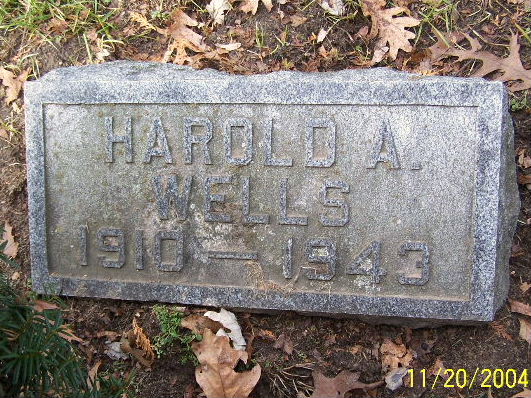 HAROLD A.
WELLS
1910 — 1943
11/20/2004